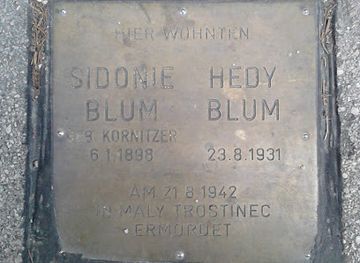 HIER WOHNTEN
SIDONIE HEDY
BLUM BLUM
GEB KORNITZER
6.1.1898 23.8.1931
AM 21 8.1942
IN MALY TROSTINEC
ERMORDET